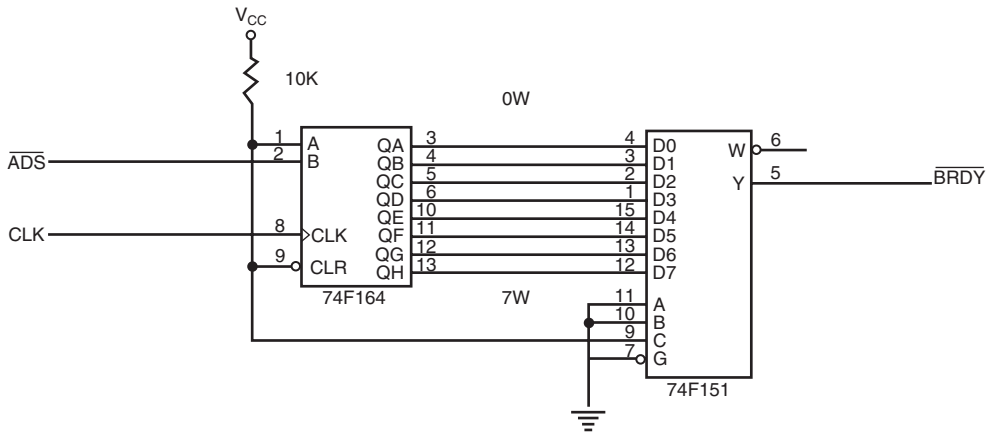 VCC
10K
0W
1 A QA 3 4 D0 W 6
ADS 2 B QB 4 3 D1
QC 5 2 D2 Y 5 BRDY
QD 6 1 D3
QE 10 15 D4
CLK 8 CLK QF 11 14 D5
QG 12 13 D6
9 CLR QH 13 12 D7
74F164 7W
11 A
10 B
9 C
7 G
74F151